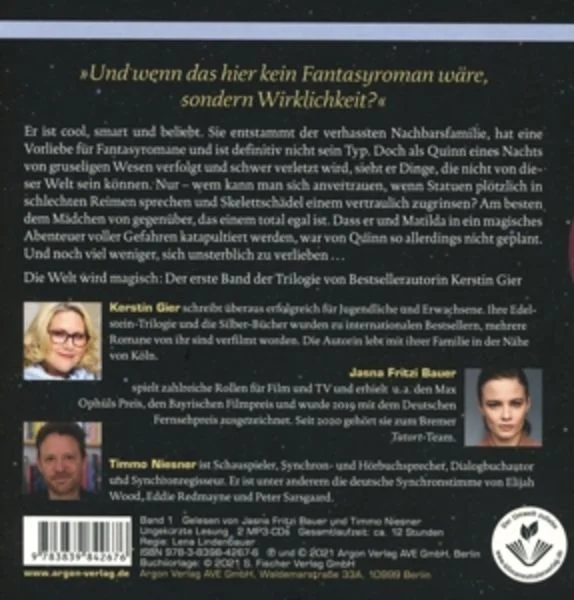 »Und wenn das hier kein Fantasyroman wäre,
sondern Wirklichkeit?«
Er ist cool, smart und beliebt. Sie entstammt der verhassten Nachbarsfamilie, hat eine
Vorliebe für Fantasyromane und ist definitiv nicht sein Typ. Doch als Quinn eines Nachts
von gruseligen Wesen verfolgt und schwer verletzt wird, sieht er Dinge, die nicht von die-
ser Welt sein können. Nur – wem kann man sich anvertrauen, wenn Statuen plötzlich in
schlechten Reimen sprechen und Skelettschädel einem vertraulich zugrinsen? Am besten
dem Mädchen von gegenüber, das einem total egal ist. Dass er und Matilda in ein magisches
Abenteuer voller Gefahren katapultiert werden, war von Quinn so allerdings nicht geplant.
Und noch viel weniger, sich unsterblich zu verlieben ...
Die Welt wird magisch: Der erste Band der Trilogie von Bestsellerautorin Kerstin Gier
Kerstin Gier schreibt überaus erfolgreich für Jugendliche und Erwachsene. Ihre Edel-
stein-Trilogie und die Silber-Bücher wurden zu internationalen Bestsellern, mehrere
Romane von ihr sind verfilmt worden. Die Autorin lebt mit ihrer Familie in der Nähe
von Köln.
Jasna Fritzi Bauer
spielt zahlreiche Rollen für Film und TV und erhielt u. a. den Max
Ophüls Preis, den Bayrischen Filmpreis und wurde 2019 mit dem Deutschen
Fernsehpreis ausgezeichnet. Seit 2020 gehört sie zum Bremer
Tatort-Team.
Timmo Niesner ist Schauspieler, Synchron- und Hörbuchsprecher, Dialogbuchautor
und Synchronregisseur. Er ist unter anderem die deutsche Synchronstimme von Elijah
Wood, Eddie Redmayne und Peter Sarsgaard.
Band 1 Gelesen von Jasna Fritzi Bauer und Timmo Niesner
Ungekürzte Lesung 2 MP3-CDs Gesamtlaufzeit: ca. 12 Stunden
Regie: Lena Lindenbauer
ISBN 978-3-8398-4267-6 ℗ und © 2021 Argon Verlag AVE GmbH, Berlin
Buchvorlage: © 2021 S. Fischer Verlag GmbH
Argon Verlag AVE GmbH, Waldemarstraße 33A, 10999 Berlin
9 783839 842676
www.argon-verlag.de
Der Umwelt zuliebe